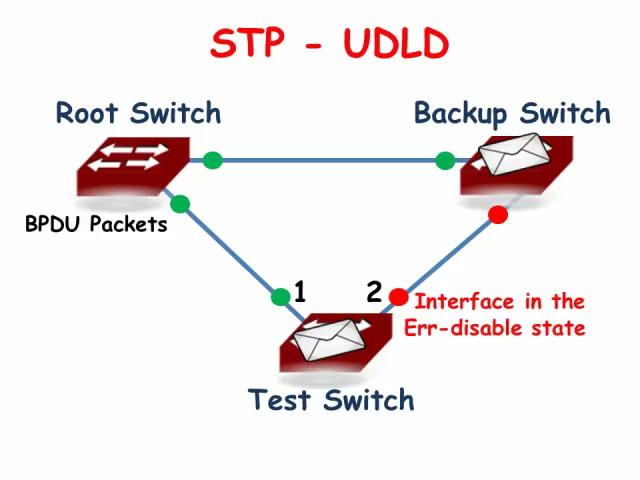 STP - UDLD
Root Switch
Backup Switch
BPDU Packets
1
2
Interface in the
Err-disable state
Test Switch